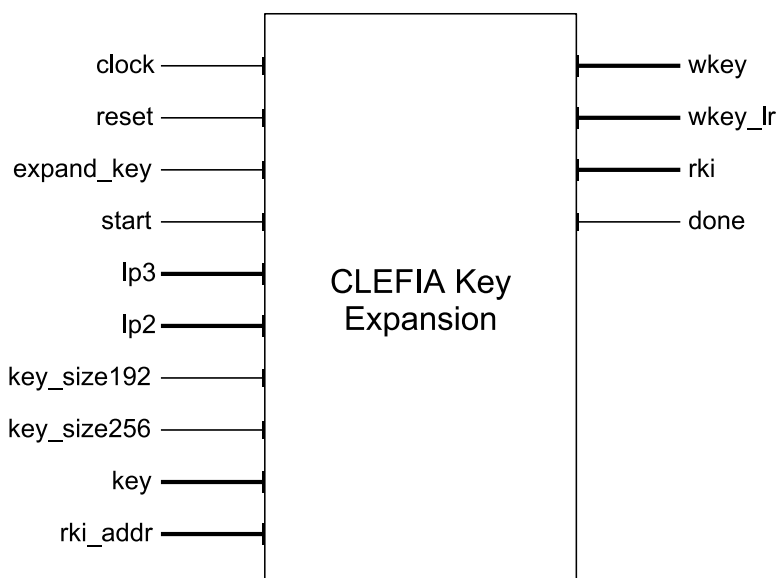 clock
reset
expand_key
start
lp3
lp2
key_size192
key_size256
key
rki_addr
CLEFIA Key
Expansion
wkey
wkey_lr
rki
done